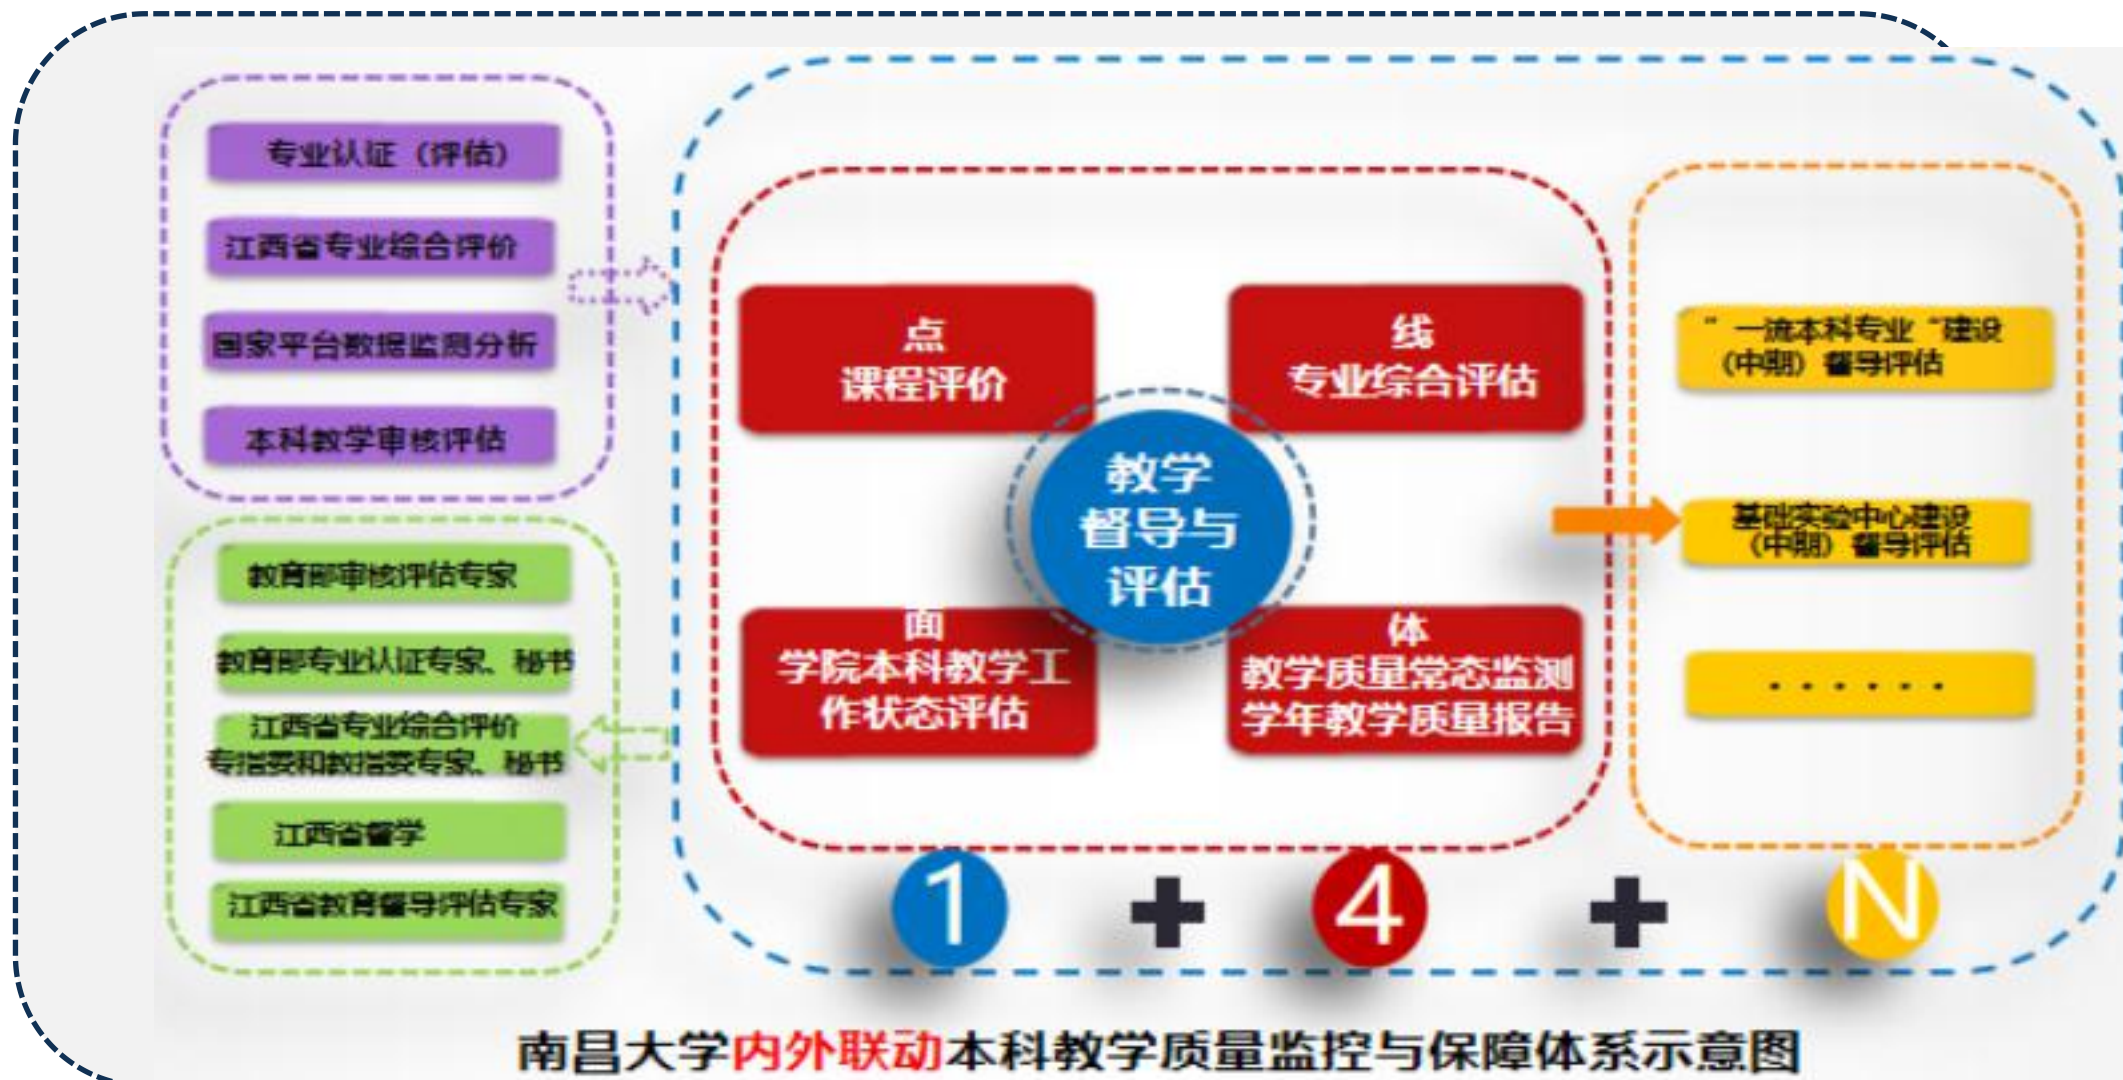 专业认证（评估）
江西省专业综合评价
国家平台数据监测分析
本科教学审核评估
教育部审核评估专家
教育部专业认证专家、秘书
江西省专业综合评价
专指委和教指委专家、秘书
江西省督学
江西省教育督导评估专家
点
课程评价
线
专业综合评估
教学
督导与
评估
面
学院本科教学工
作状态评估
体
教学质量常态监测
学年教学质量报告
”一流本科专业“建设
（中期）督导评估
基础实验中心建设
（中期）督导评估
······
1 + 4 + N
南昌大学内外联动本科教学质量监控与保障体系示意图